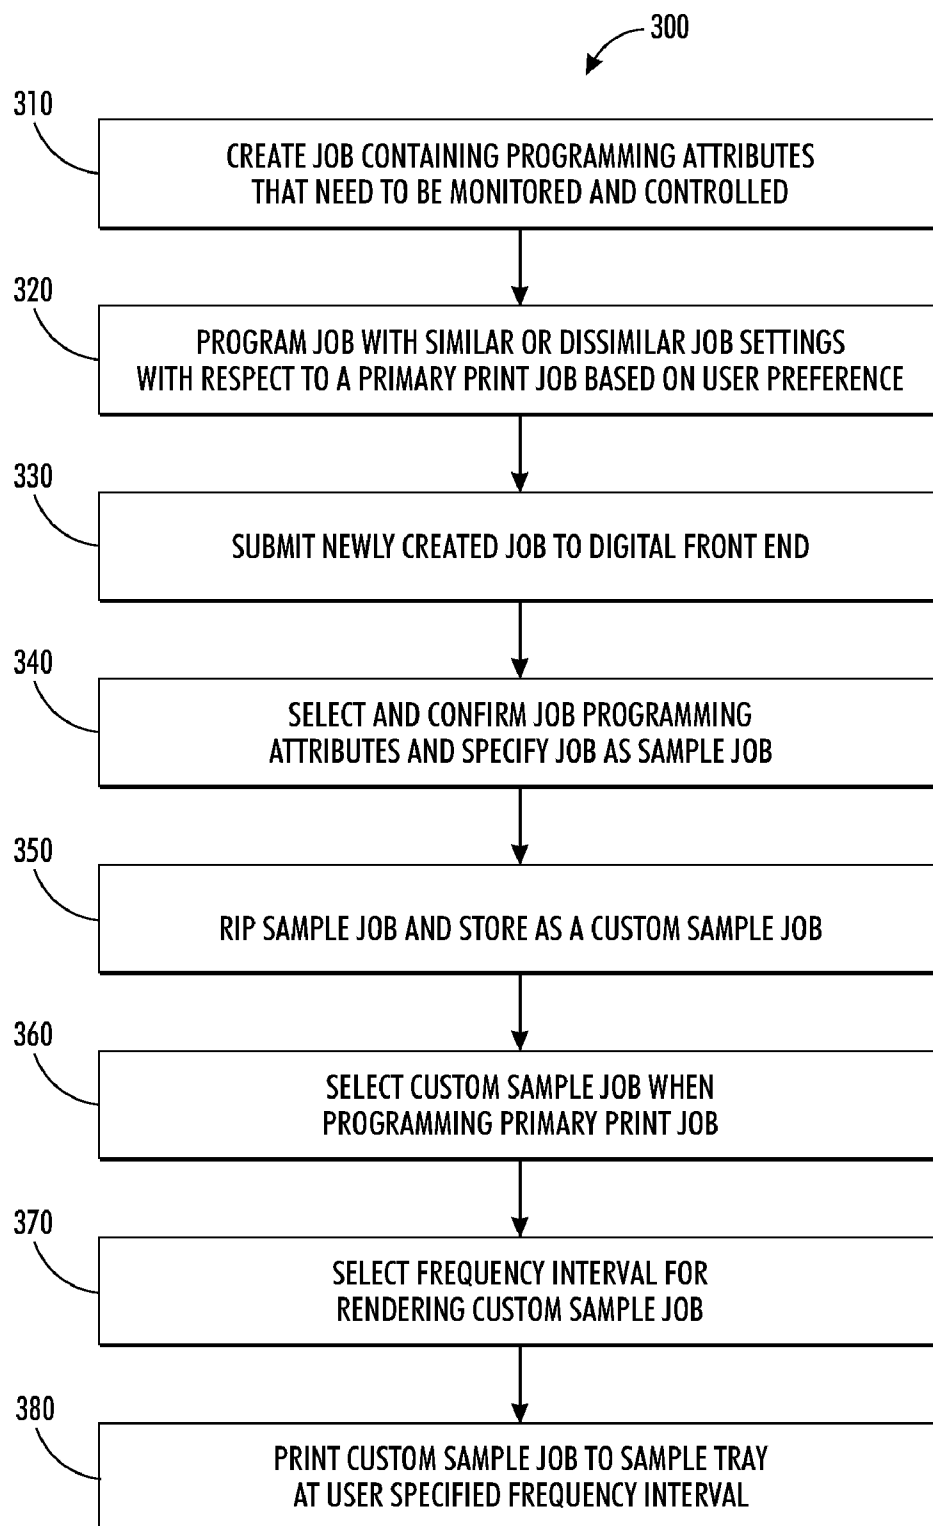 300
310
CREATE JOB CONTAINING PROGRAMMING ATTRIBUTES
THAT NEED TO BE MONITORED AND CONTROLLED
320
PROGRAM JOB WITH SIMILAR OR DISSIMILAR JOB SETTINGS
WITH RESPECT TO A PRIMARY PRINT JOB BASED ON USER PREFERENCE
330
SUBMIT NEWLY CREATED JOB TO DIGITAL FRONT END
340
SELECT AND CONFIRM JOB PROGRAMMING
ATTRIBUTES AND SPECIFY JOB AS SAMPLE JOB
350
RIP SAMPLE JOB AND STORE AS A CUSTOM SAMPLE JOB
360
SELECT CUSTOM SAMPLE JOB WHEN
PROGRAMMING PRIMARY PRINT JOB
370
SELECT FREQUENCY INTERVAL FOR
RENDERING CUSTOM SAMPLE JOB
380
PRINT CUSTOM SAMPLE JOB TO SAMPLE TRAY
AT USER SPECIFIED FREQUENCY INTERVAL